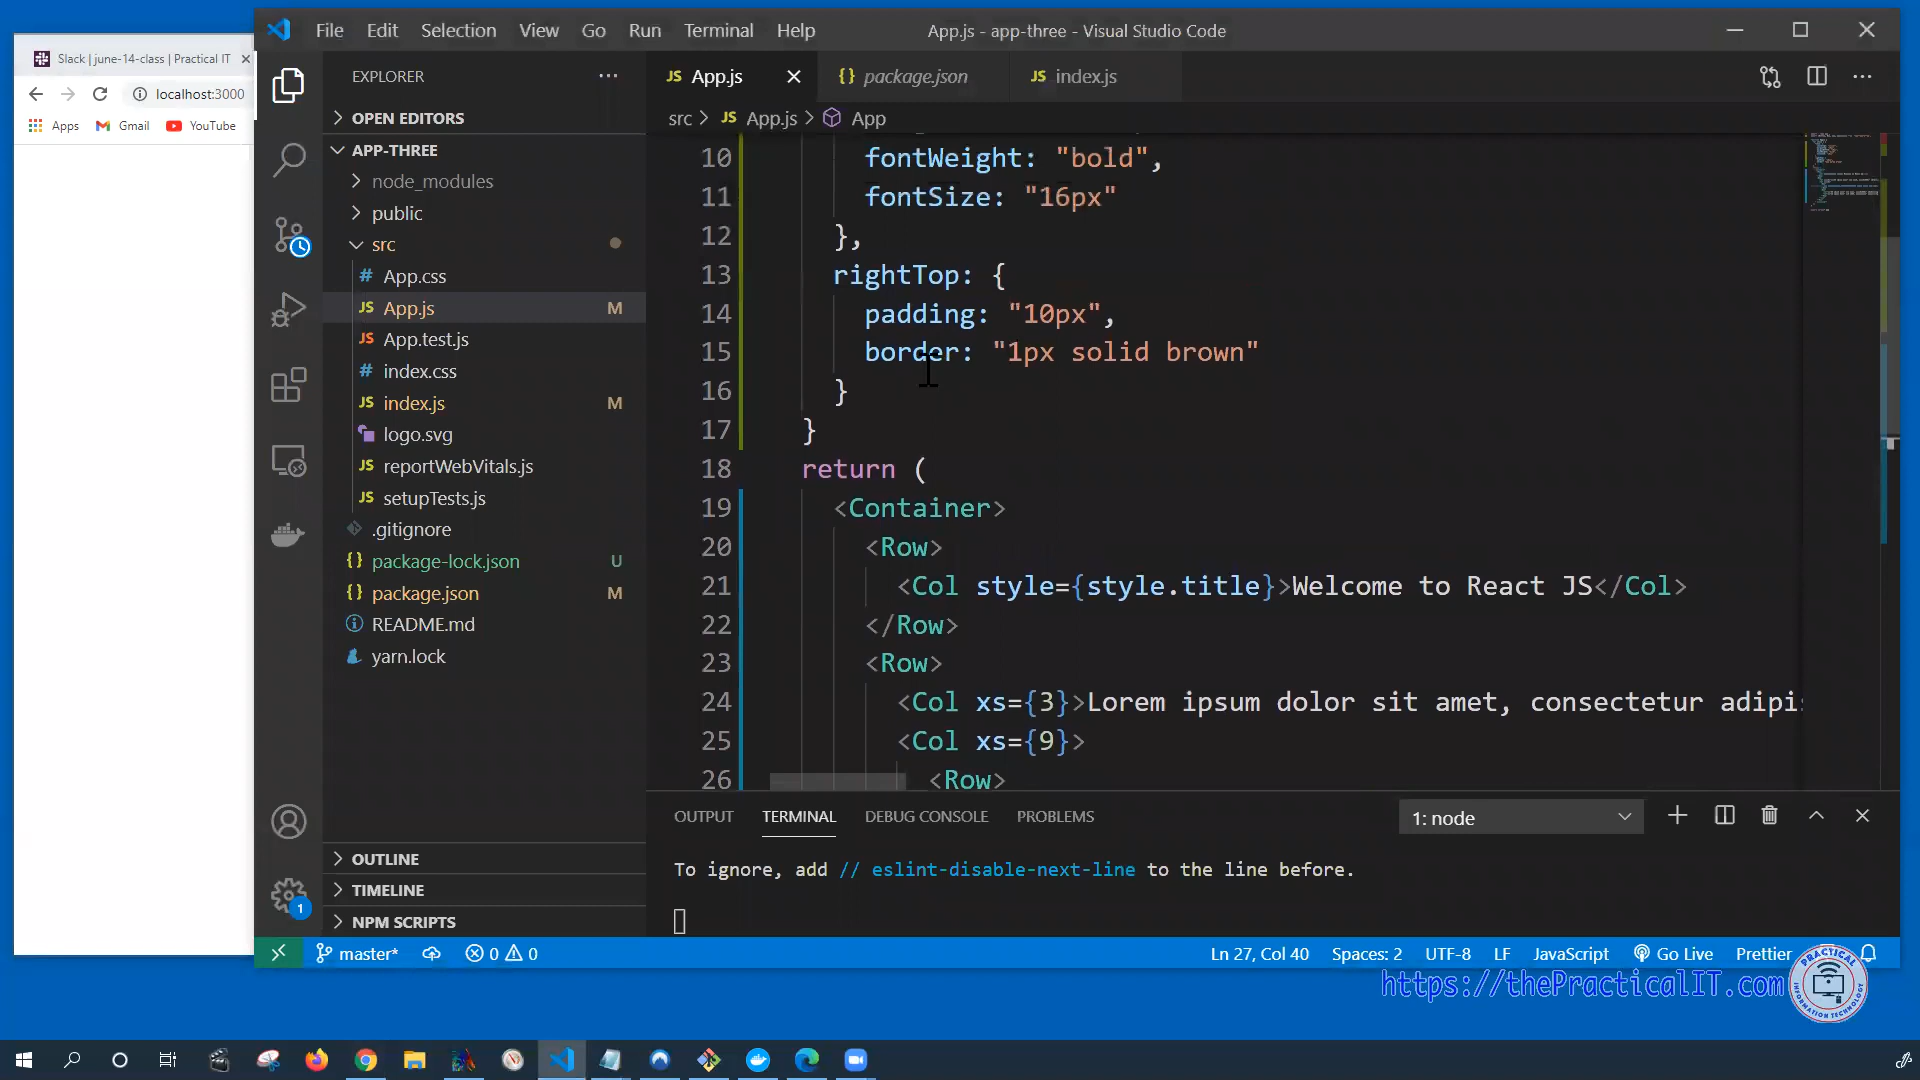 File Edit Selection View Go Run Terminal Help
App.js - app-three - Visual Studio Code
Slack | june-14-class | Practical IT
localhost:3000
Apps Gmail YouTube
EXPLORER
OPEN EDITORS
APP-THREE
node_modules
public
src
App.css
App.js M
App.test.js
index.css
index.js M
logo.svg
reportWebVitals.js
setupTests.js
.gitignore
package-lock.json U
package.json M
README.md
yarn.lock
OUTLINE
TIMELINE
NPM SCRIPTS
JS App.js {} package.json JS index.js
src > JS App.js > App
10 fontWeight: "bold",
11 fontSize: "16px"
12 },
13 rightTop: {
14 padding: "10px",
15 border: "1px solid brown"
16 }
17 }
18 return (
19 <Container>
20 <Row>
21 <Col style={style.title}>Welcome to React JS</Col>
22 </Row>
23 <Row>
24 <Col xs={3}>Lorem ipsum dolor sit amet, consectetur adipi
25 <Col xs={9}>
26 <Row>
OUTPUT TERMINAL DEBUG CONSOLE PROBLEMS
1: node
To ignore, add // eslint-disable-next-line to the line before.
1
master* 0 0 Ln 27, Col 40 Spaces: 2 UTF-8 LF JavaScript Go Live Prettier
https://thePracticalIT.com
PRACTICAL
INFORMATION TECHNOLOGY